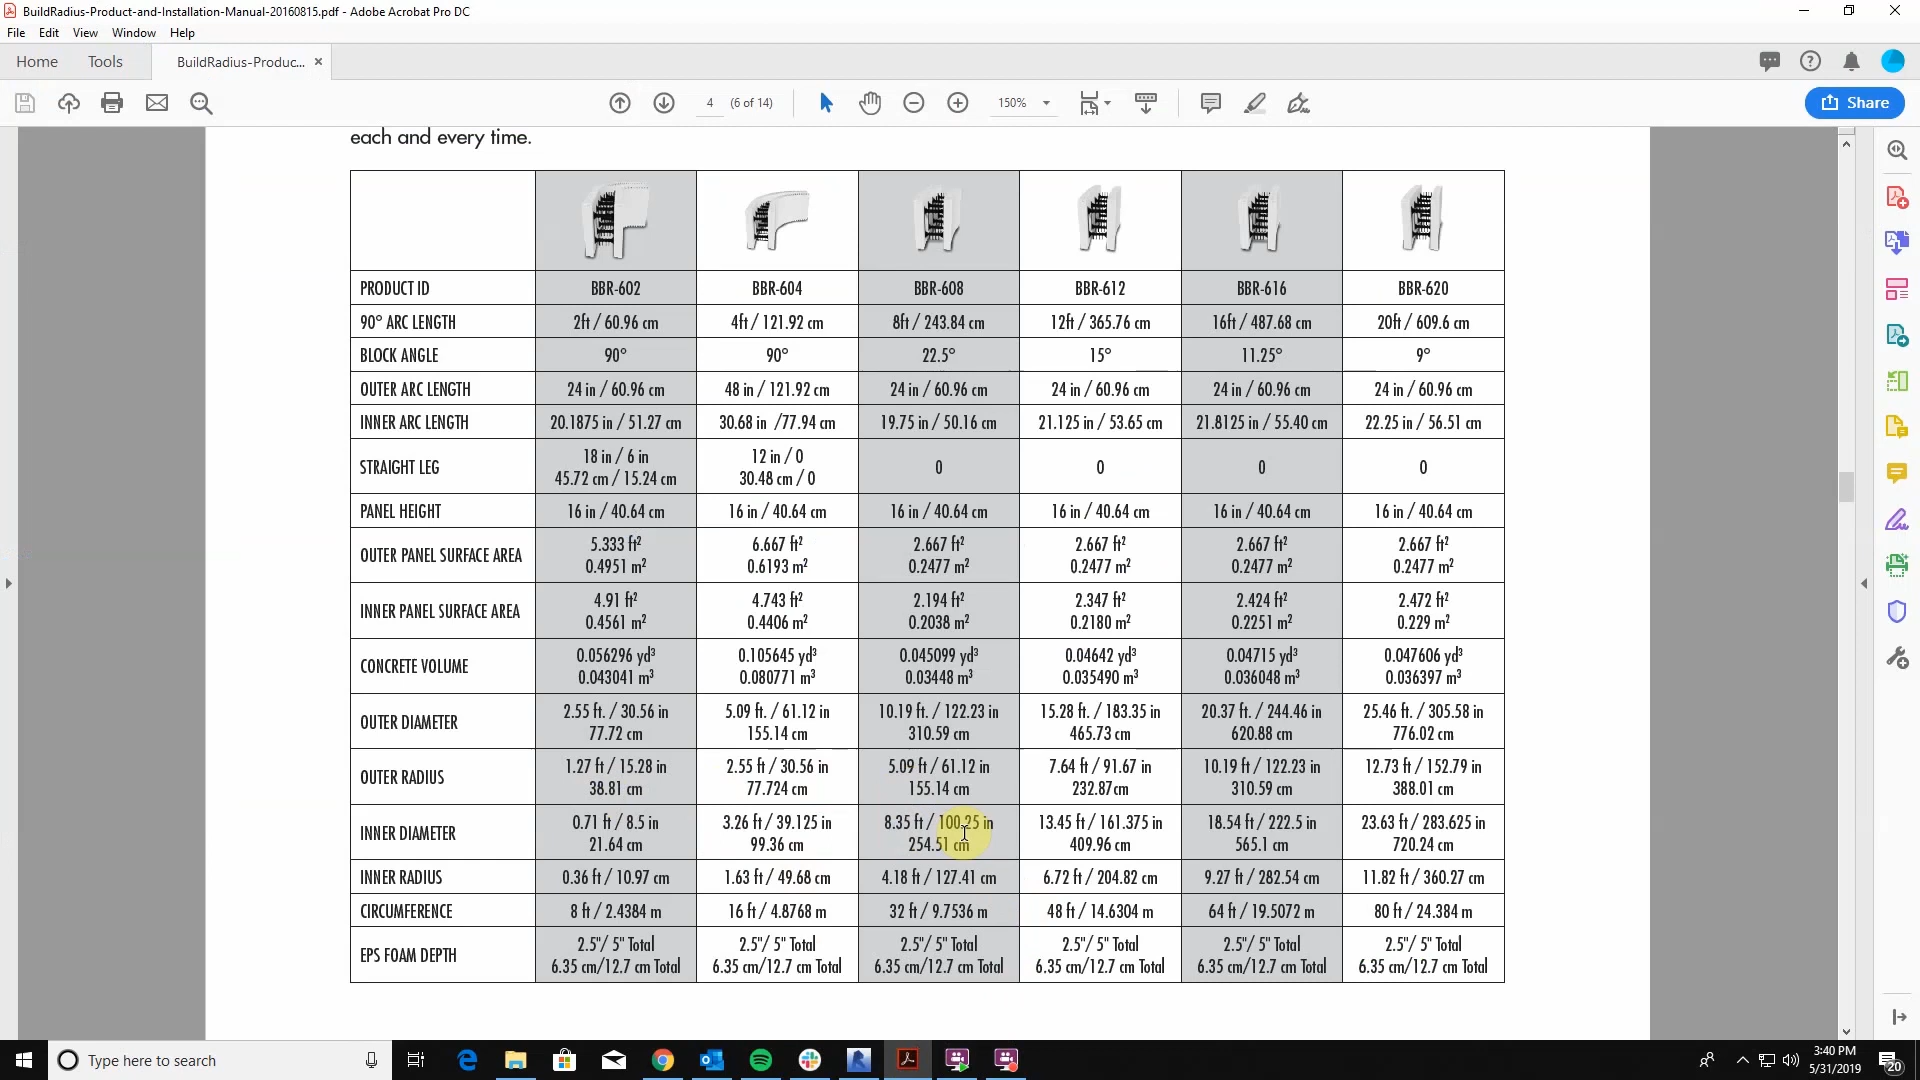 BuildRadius-Product-and-Installation-Manual-20160815.pdf - Adobe Acrobat Pro DC
File Edit View Window Help
Home Tools BuildRadius-Produc... ×
4 (6 of 14) 150% Share
each and every time.
PRODUCT ID BBR-602 BBR-604 BBR-608 BBR-612 BBR-616 BBR-620
90° ARC LENGTH 2ft / 60.96 cm 4ft / 121.92 cm 8ft / 243.84 cm 12ft / 365.76 cm 16ft / 487.68 cm 20ft / 609.6 cm
BLOCK ANGLE 90° 90° 22.5° 15° 11.25° 9°
OUTER ARC LENGTH 24 in / 60.96 cm 48 in / 121.92 cm 24 in / 60.96 cm 24 in / 60.96 cm 24 in / 60.96 cm 24 in / 60.96 cm
INNER ARC LENGTH 20.1875 in / 51.27 cm 30.68 in /77.94 cm 19.75 in / 50.16 cm 21.125 in / 53.65 cm 21.8125 in / 55.40 cm 22.25 in / 56.51 cm
18 in / 6 in 12 in / 0
STRAIGHT LEG 0 0 0 0
45.72 cm / 15.24 cm 30.48 cm / 0
PANEL HEIGHT 16 in / 40.64 cm 16 in / 40.64 cm 16 in / 40.64 cm 16 in / 40.64 cm 16 in / 40.64 cm 16 in / 40.64 cm
5.333 ft² 6.667 ft² 2.667 ft² 2.667 ft² 2.667 ft² 2.667 ft²
OUTER PANEL SURFACE AREA
0.4951 m² 0.6193 m² 0.2477 m² 0.2477 m² 0.2477 m² 0.2477 m²
4.91 ft² 4.743 ft² 2.194 ft² 2.347 ft² 2.424 ft² 2.472 ft²
INNER PANEL SURFACE AREA
0.4561 m² 0.4406 m² 0.2038 m² 0.2180 m² 0.2251 m² 0.229 m²
0.056296 yd³ 0.105645 yd³ 0.045099 yd³ 0.04642 yd³ 0.04715 yd³ 0.047606 yd³
CONCRETE VOLUME
0.043041 m³ 0.080771 m³ 0.03448 m³ 0.035490 m³ 0.036048 m³ 0.036397 m³
2.55 ft. / 30.56 in 5.09 ft. / 61.12 in 10.19 ft. / 122.23 in 15.28 ft. / 183.35 in 20.37 ft. / 244.46 in 25.46 ft. / 305.58 in
OUTER DIAMETER
77.72 cm 155.14 cm 310.59 cm 465.73 cm 620.88 cm 776.02 cm
1.27 ft / 15.28 in 2.55 ft / 30.56 in 5.09 ft / 61.12 in 7.64 ft / 91.67 in 10.19 ft / 122.23 in 12.73 ft / 152.79 in
OUTER RADIUS
38.81 cm 77.724 cm 155.14 cm 232.87cm 310.59 cm 388.01 cm
0.71 ft / 8.5 in 3.26 ft / 39.125 in 8.35 ft / 100.25 in 13.45 ft / 161.375 in 18.54 ft / 222.5 in 23.63 ft / 283.625 in
INNER DIAMETER
21.64 cm 99.36 cm 254.51 cm 409.96 cm 565.1 cm 720.24 cm
INNER RADIUS 0.36 ft / 10.97 cm 1.63 ft / 49.68 cm 4.18 ft / 127.41 cm 6.72 ft / 204.82 cm 9.27 ft / 282.54 cm 11.82 ft / 360.27 cm
CIRCUMFERENCE 8 ft / 2.4384 m 16 ft / 4.8768 m 32 ft / 9.7536 m 48 ft / 14.6304 m 64 ft / 19.5072 m 80 ft / 24.384 m
2.5"/ 5" Total 2.5"/ 5" Total 2.5"/ 5" Total 2.5"/ 5" Total 2.5"/ 5" Total 2.5"/ 5" Total
EPS FOAM DEPTH
6.35 cm/12.7 cm Total 6.35 cm/12.7 cm Total 6.35 cm/12.7 cm Total 6.35 cm/12.7 cm Total 6.35 cm/12.7 cm Total 6.35 cm/12.7 cm Total
Type here to search
3:40 PM
5/31/2019
20